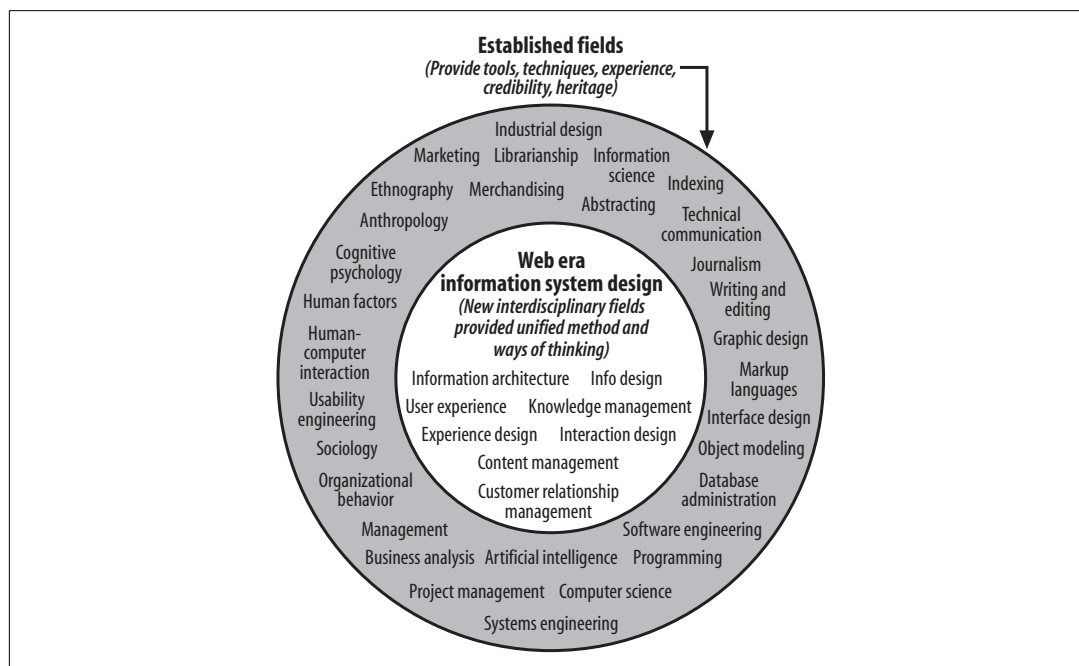 Established fields
(Provide tools, techniques, experience,
credibility, heritage)
Industrial design
Marketing
Librarianship
Information
science
Indexing
Ethnography
Merchandising
Abstracting
Anthropology
Technical
communication
Cognitive
psychology
Journalism
Human factors
Writing and
editing
Human-
computer
interaction
Graphic design
Usability
engineering
Markup
languages
Interface design
Sociology
Object modeling
Organizational
behavior
Database
administration
Management
Software engineering
Business analysis
Artificial intelligence
Programming
Project management
Computer science
Systems engineering
Web era
information system design
(New interdisciplinary fields
provided unified method and
ways of thinking)
Information architecture
Info design
User experience
Knowledge management
Experience design
Interaction design
Content management
Customer relationship
management